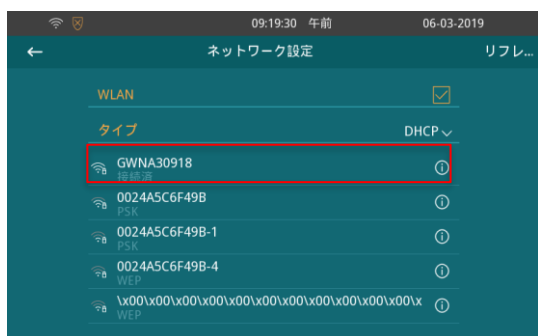 09:19:30 午前 06-03-2019
ネットワーク設定 リフレ...
WLAN
タイプ DHCP
GWNA30918
接続済
0024A5C6F49B
PSK
0024A5C6F49B-1
PSK
0024A5C6F49B-4
WEP
\x00\x00\x00\x00\x00\x00\x00\x00\x00\x00\x00\x
WEP